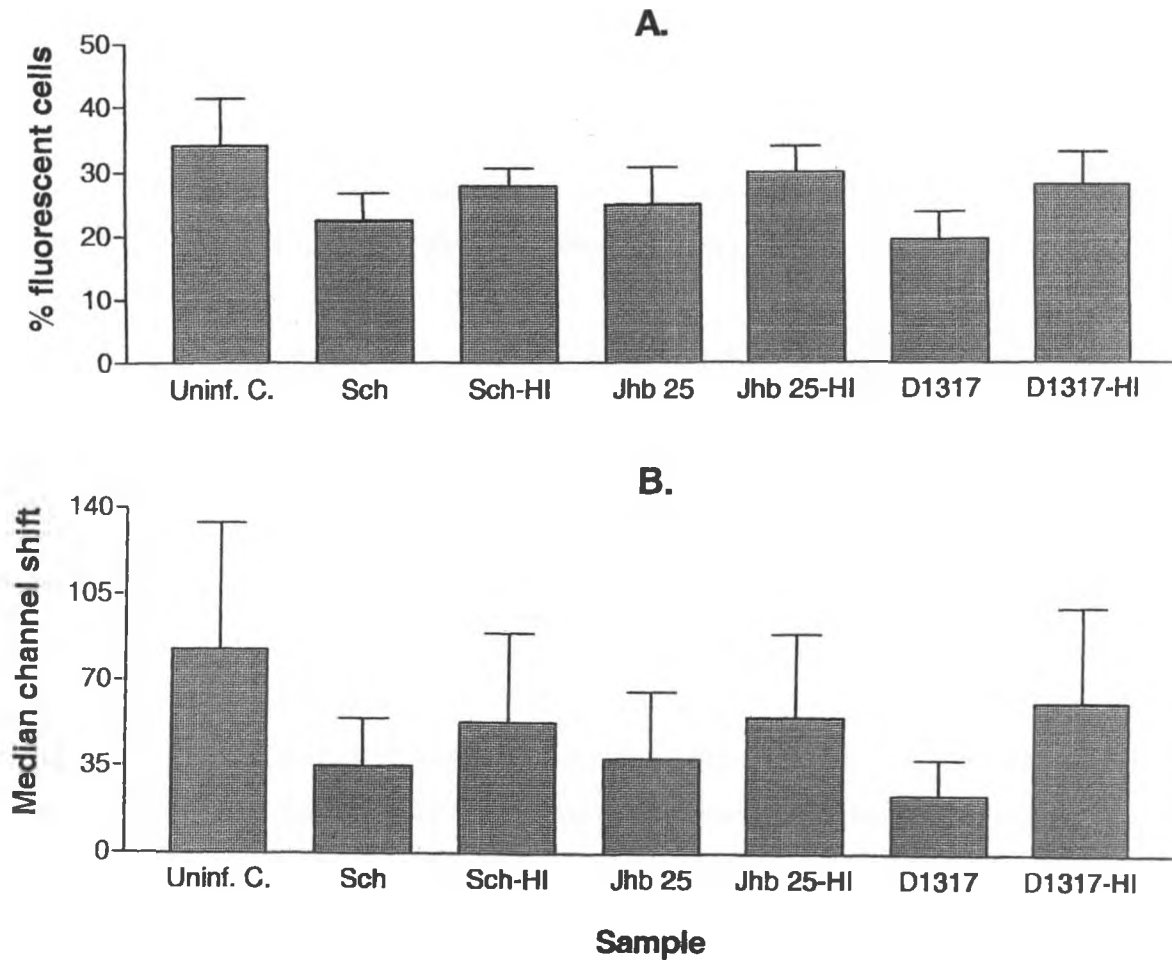 A.
% fluorescent cells
50
40
30
20
10
0
Uninf. C. Sch Sch-HI Jhb 25 Jhb 25-HI D1317 D1317-HI
B.
Median channel shift
140
105
70
35
0
Uninf. C. Sch Sch-HI Jhb 25 Jhb 25-HI D1317 D1317-HI
Sample